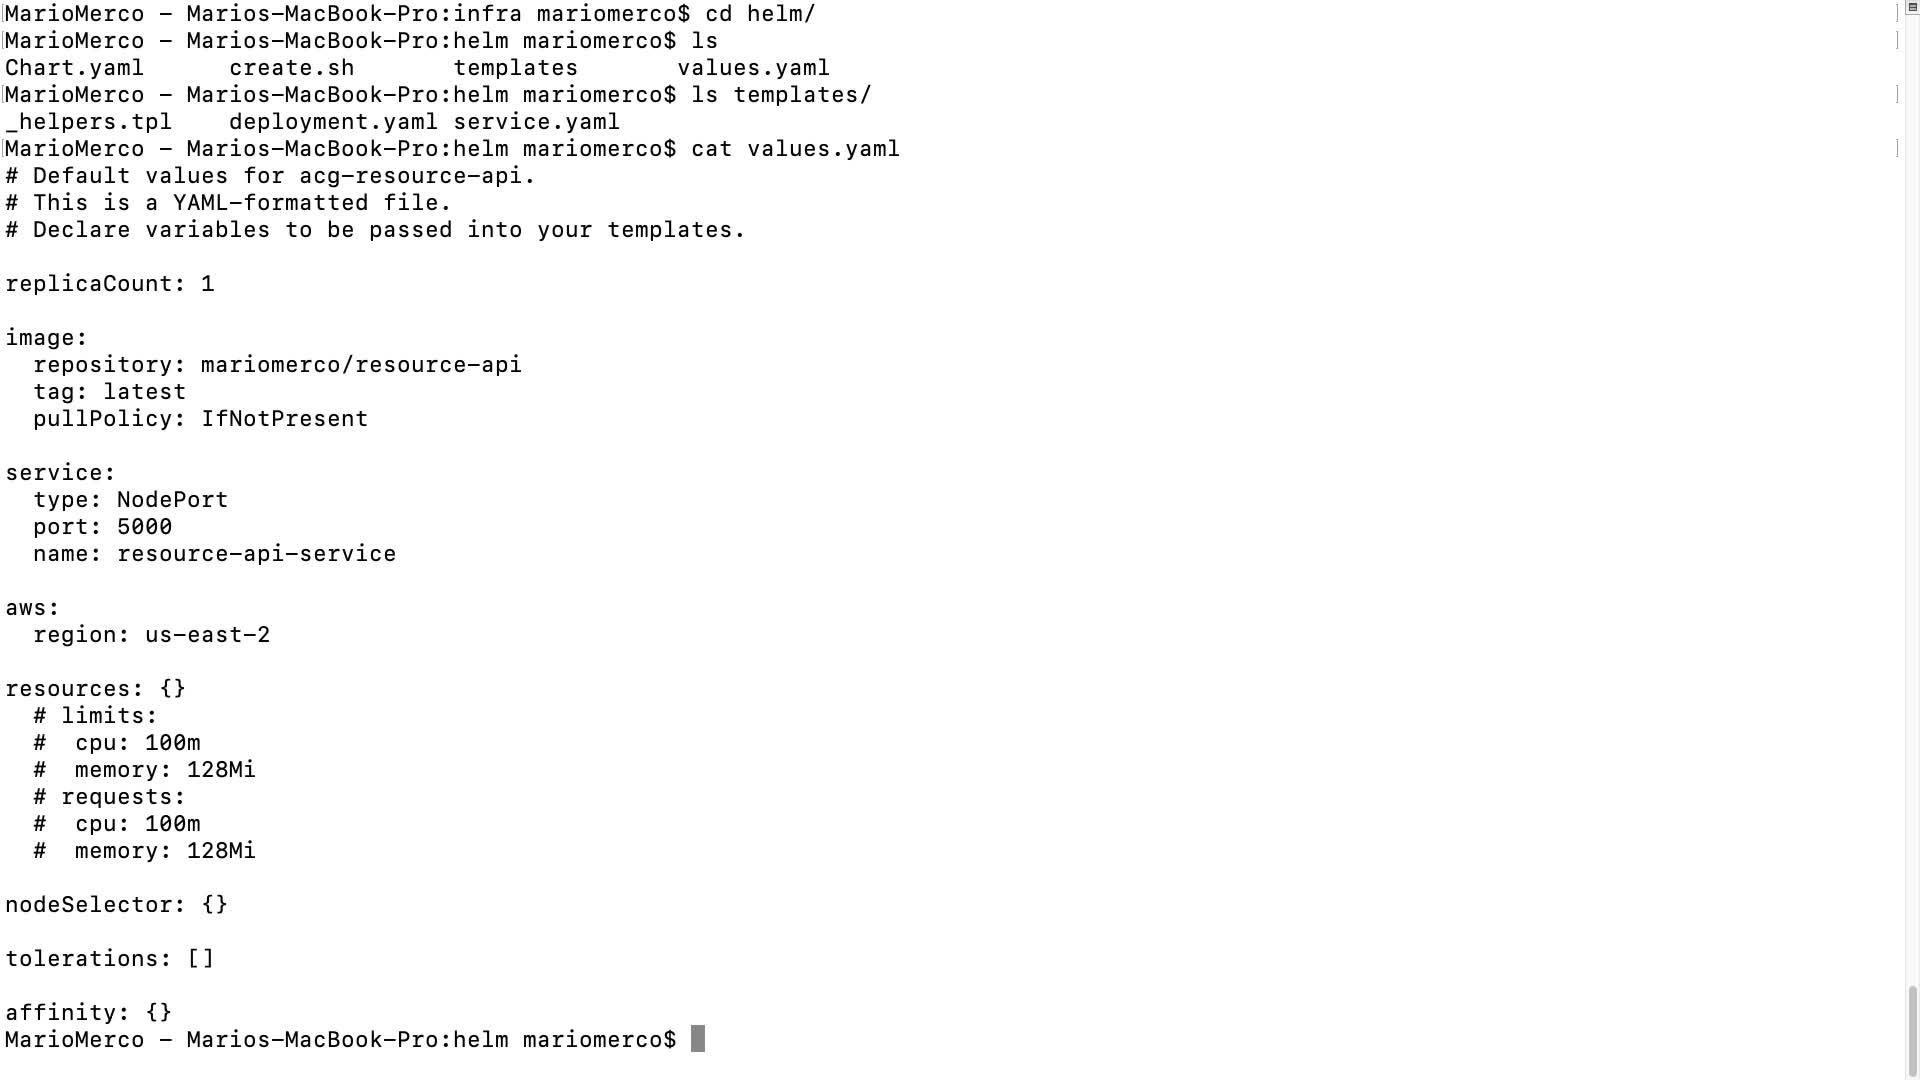 MarioMerco - Marios-MacBook-Pro:infra mariomerco$ cd helm/
MarioMerco - Marios-MacBook-Pro:helm mariomerco$ ls
Chart.yaml      create.sh       templates       values.yaml
MarioMerco - Marios-MacBook-Pro:helm mariomerco$ ls templates/
_helpers.tpl    deployment.yaml service.yaml
MarioMerco - Marios-MacBook-Pro:helm mariomerco$ cat values.yaml
# Default values for acg-resource-api.
# This is a YAML-formatted file.
# Declare variables to be passed into your templates.

replicaCount: 1

image:
  repository: mariomerco/resource-api
  tag: latest
  pullPolicy: IfNotPresent

service:
  type: NodePort
  port: 5000
  name: resource-api-service

aws:
  region: us-east-2

resources: {}
  # limits:
  #  cpu: 100m
  #  memory: 128Mi
  # requests:
  #  cpu: 100m
  #  memory: 128Mi

nodeSelector: {}

tolerations: []

affinity: {}
MarioMerco - Marios-MacBook-Pro:helm mariomerco$